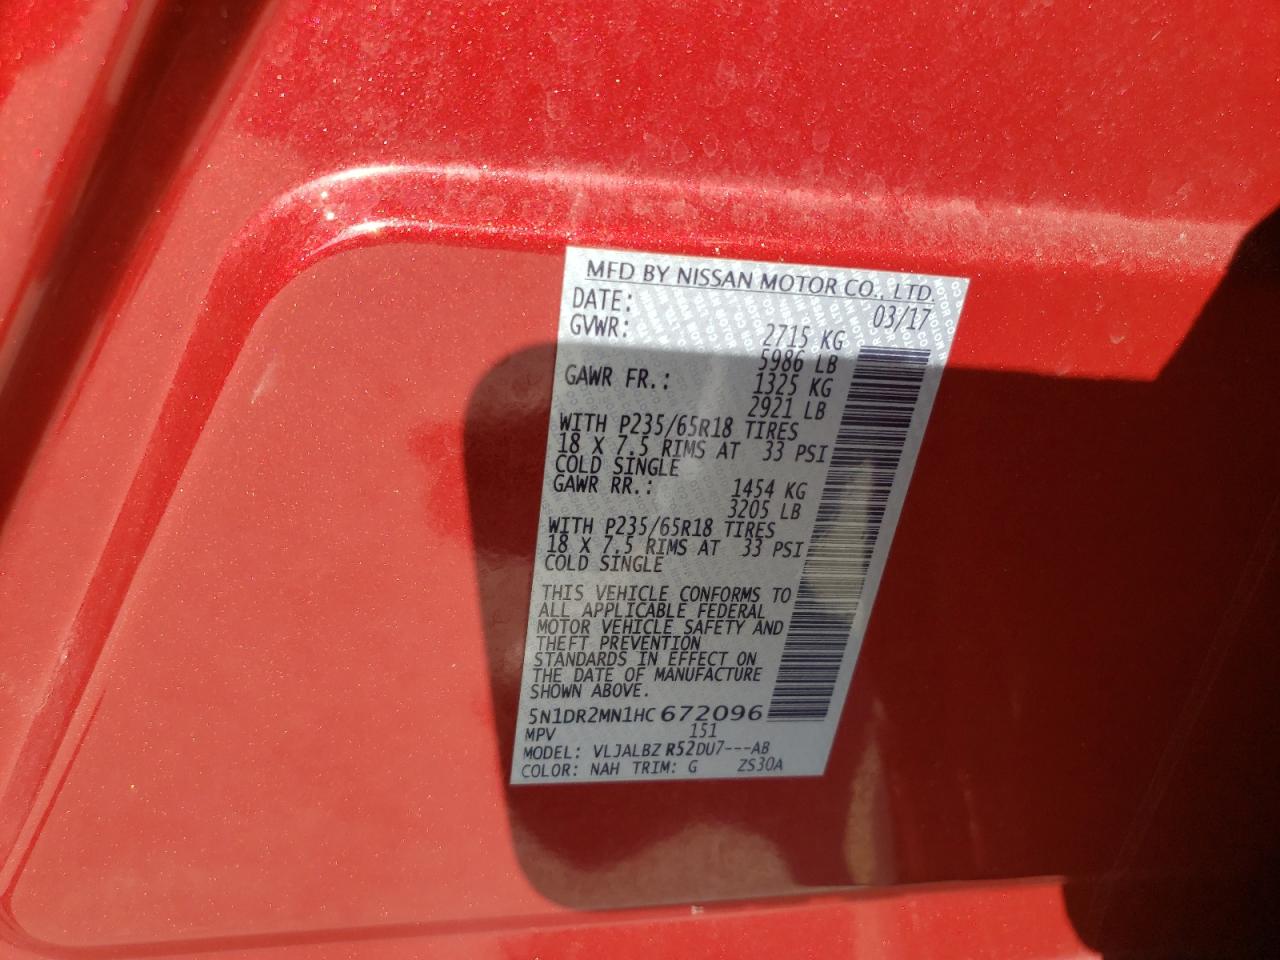 MFD BY NISSAN MOTOR CO., LTD.
DATE: 03/17
GVWR: 2715 KG
5986 LB
GAWR FR.: 1325 KG
2921 LB
WITH P235/65R18 TIRES
18 X 7.5 RIMS AT 33 PSI
COLD SINGLE
GAWR RR.: 1454 KG
3205 LB
WITH P235/65R18 TIRES
18 X 7.5 RIMS AT 33 PSI
COLD SINGLE
THIS VEHICLE CONFORMS TO
ALL APPLICABLE FEDERAL
MOTOR VEHICLE SAFETY AND
THEFT PREVENTION
STANDARDS IN EFFECT ON
THE DATE OF MANUFACTURE
SHOWN ABOVE.
5N1DR2MN1HC672096
MPV 151
MODEL: VLJALBZ R52DU7---AB
COLOR: NAH TRIM: G ZS30A